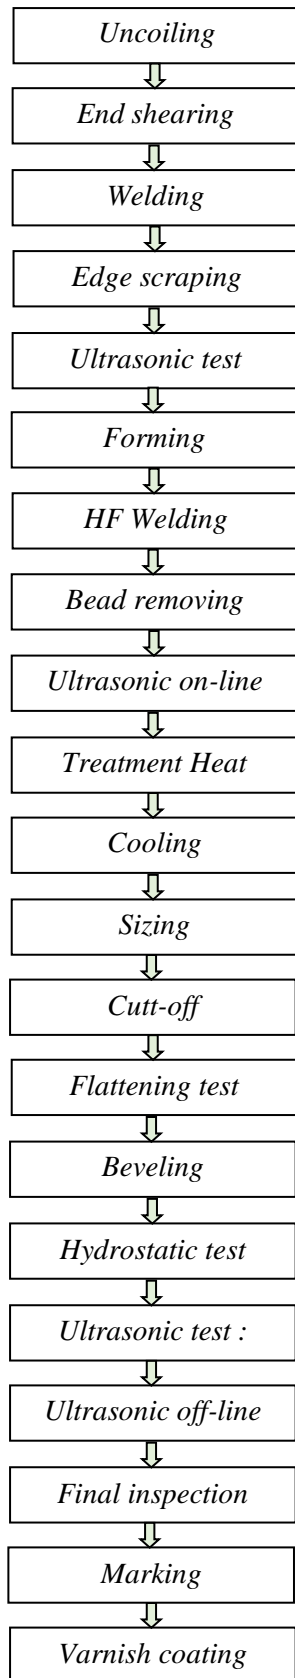 Uncoiling
End shearing
Welding
Edge scraping
Ultrasonic test
Forming
HF Welding
Bead removing
Ultrasonic on-line
Treatment Heat
Cooling
Sizing
Cutt-off
Flattening test
Beveling
Hydrostatic test
Ultrasonic test :
Ultrasonic off-line
Final inspection
Marking
Varnish coating